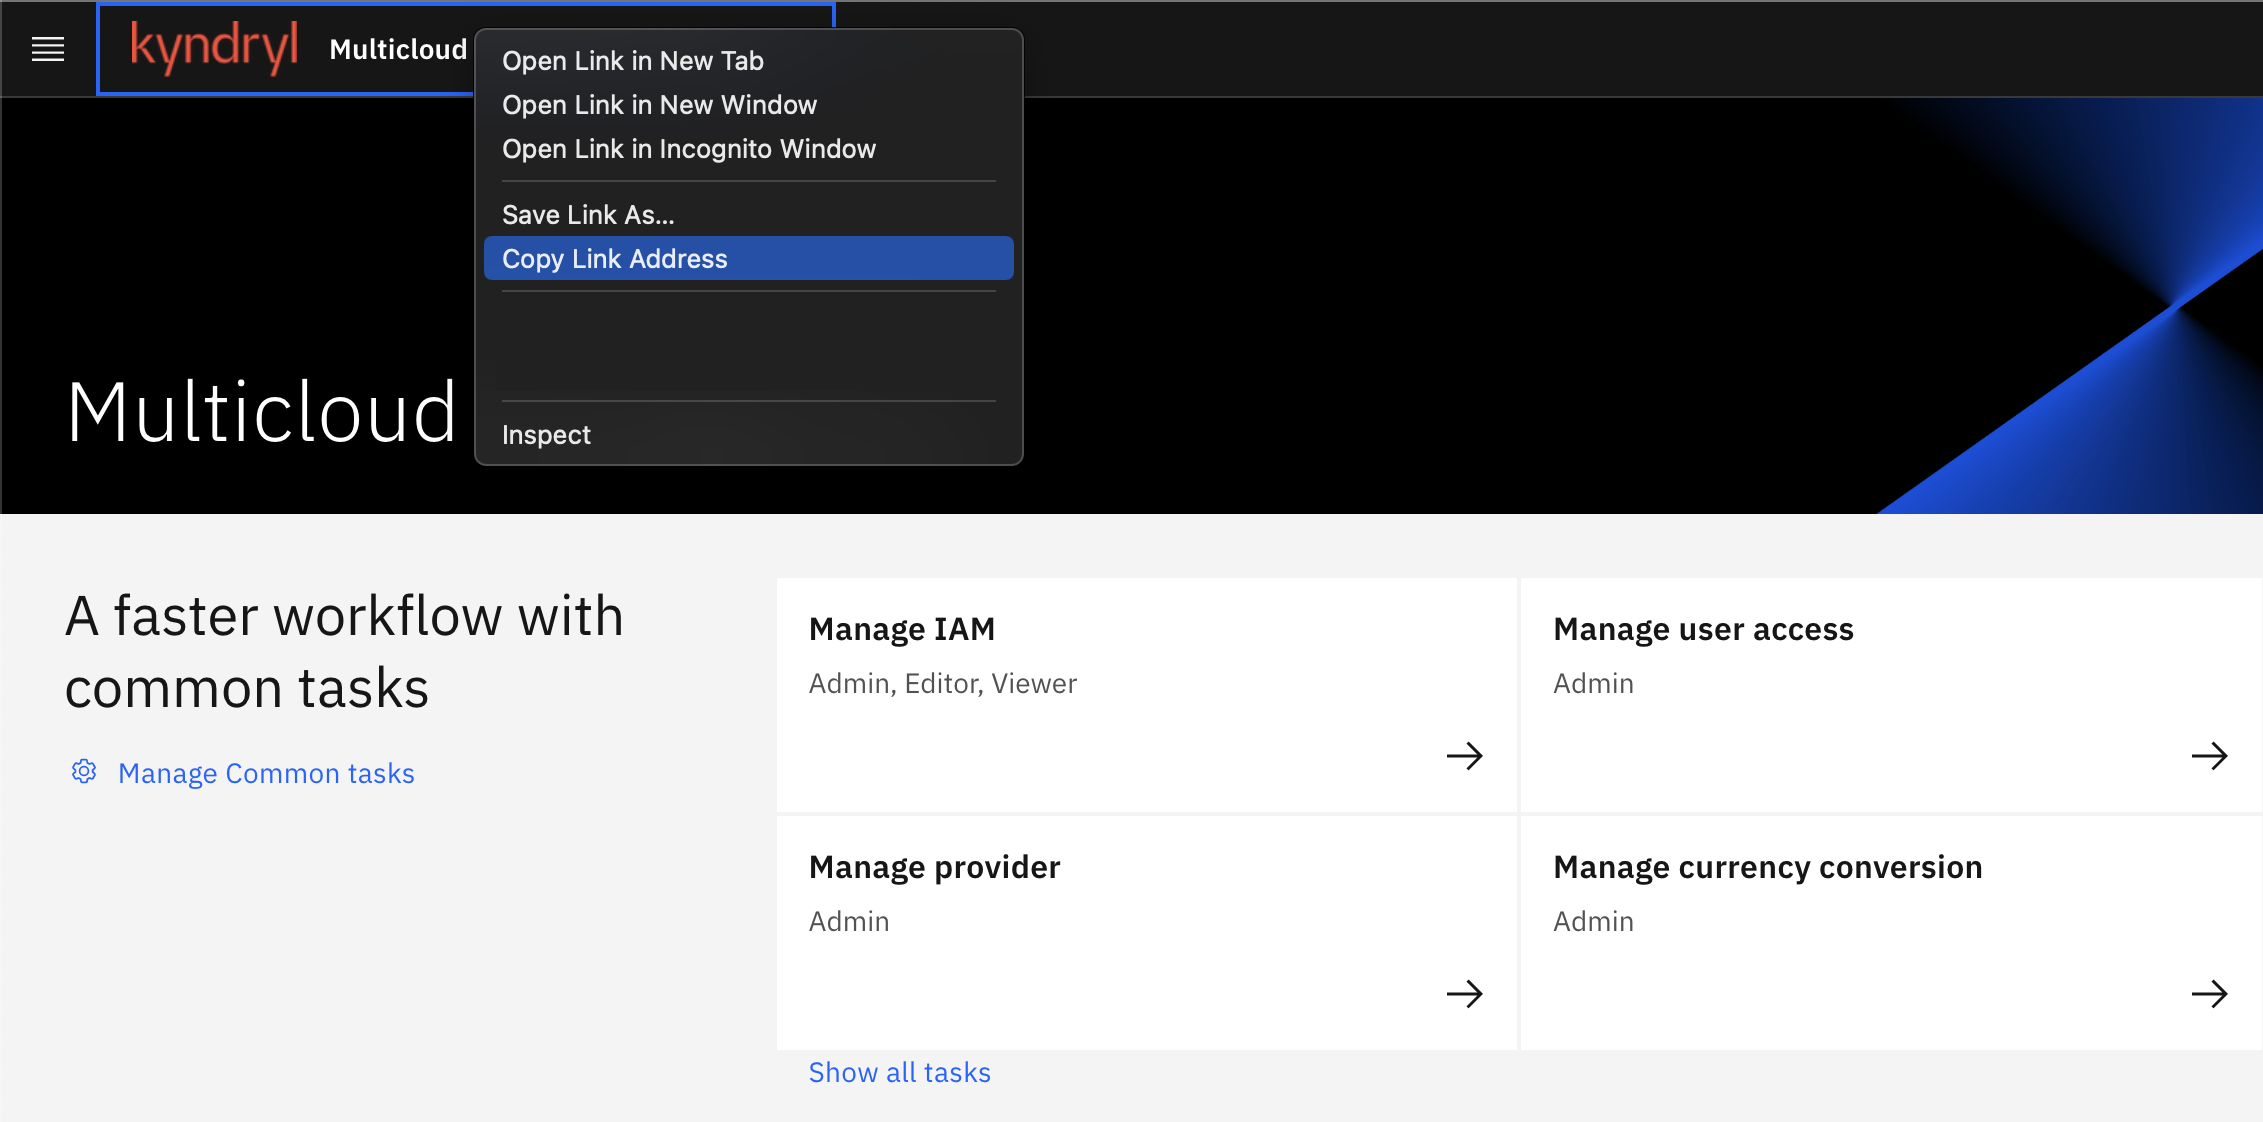 kyndryl Multicloud
Open Link in New Tab
Open Link in New Window
Open Link in Incognito Window
Save Link As...
Copy Link Address
Inspect
Multicloud
A faster workflow with
common tasks
Manage Common tasks
Manage IAM
Admin, Editor, Viewer
Manage user access
Admin
Manage provider
Admin
Manage currency conversion
Admin
Show all tasks